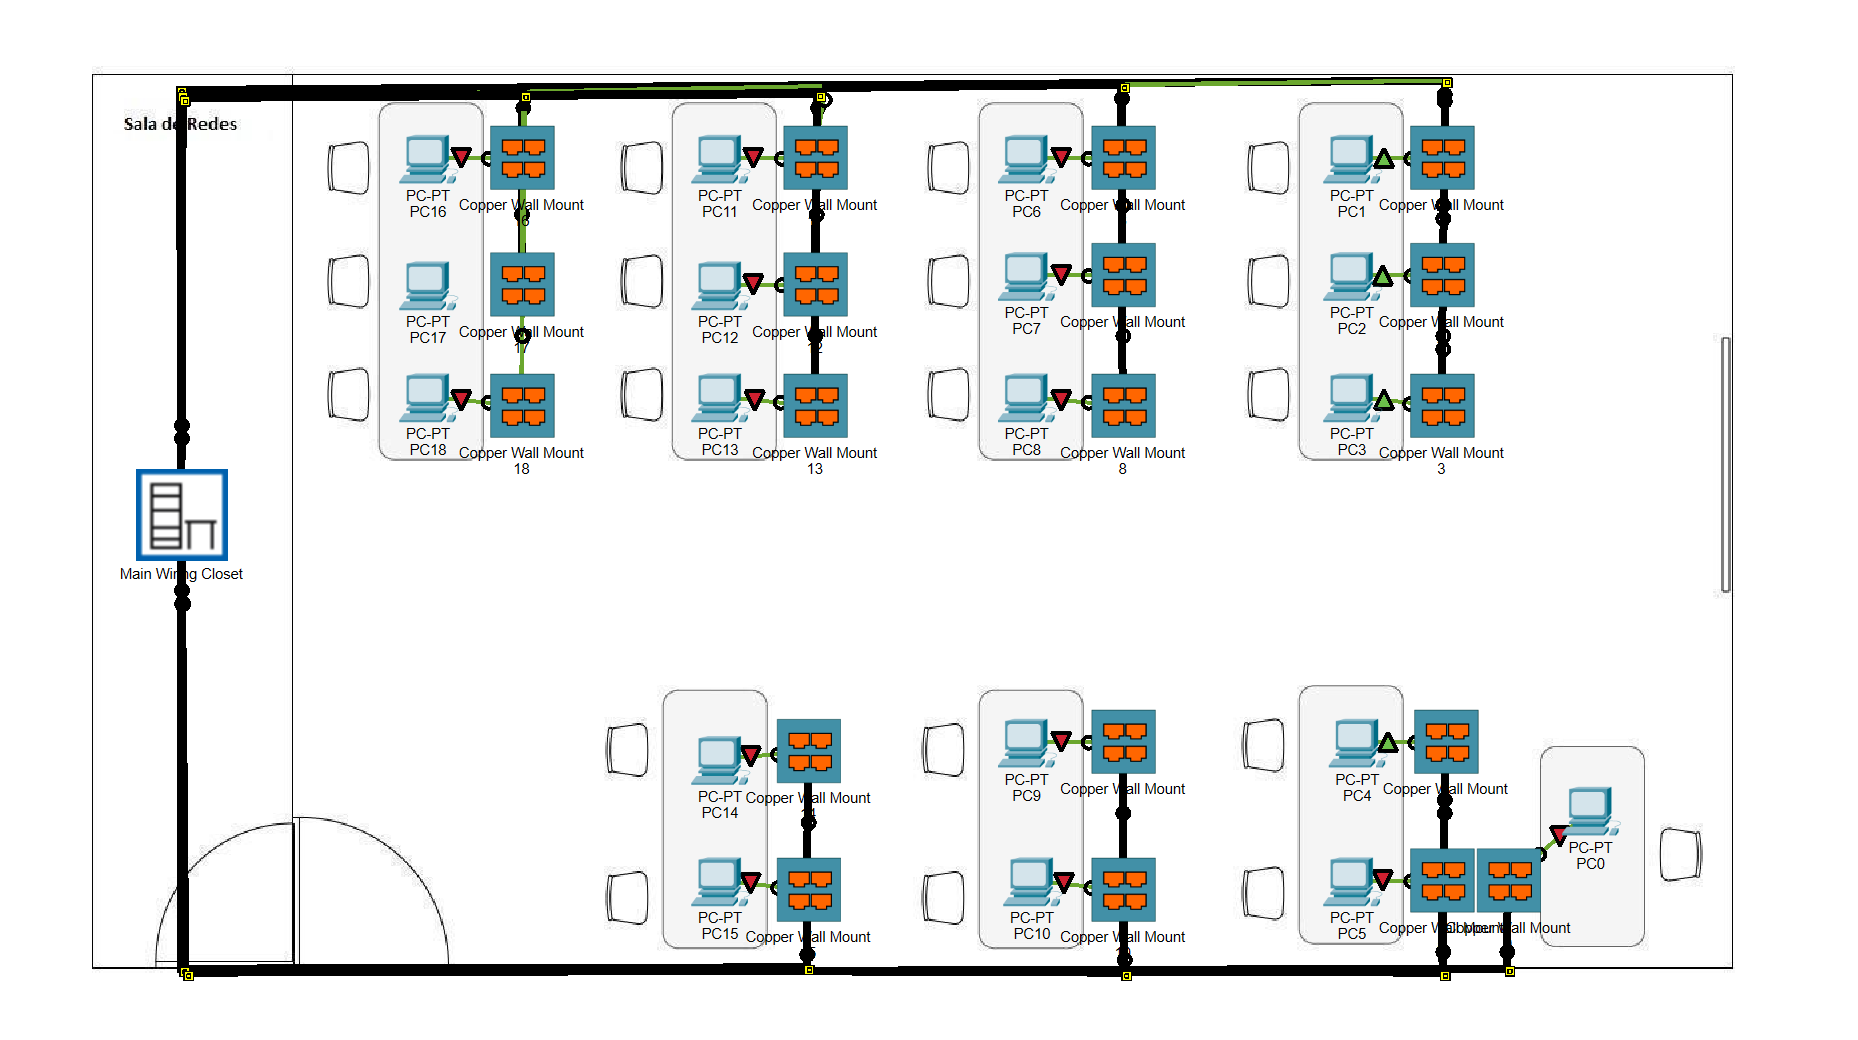 Sala de Redes
PC-PT
PC16
Copper Wall Mount
PC-PT
PC11
Copper Wall Mount
PC-PT
PC6
Copper Wall Mount
PC-PT
PC1
Copper Wall Mount
PC-PT
PC17
Copper Wall Mount
17
PC-PT
PC12
Copper Wall Mount
12
PC-PT
PC7
Copper Wall Mount
PC-PT
PC2
Copper Wall Mount
PC-PT
PC18
Copper Wall Mount
18
PC-PT
PC13
Copper Wall Mount
13
PC-PT
PC8
Copper Wall Mount
8
PC-PT
PC3
Copper Wall Mount
3
Main Wiring Closet
PC-PT
PC14
Copper Wall Mount
PC-PT
PC9
Copper Wall Mount
PC-PT
PC4
Copper Wall Mount
PC-PT
PC0
PC-PT
PC15
Copper Wall Mount
PC-PT
PC10
Copper Wall Mount
PC-PT
PC5
Copper Wall Mount
Copper Wall Mount